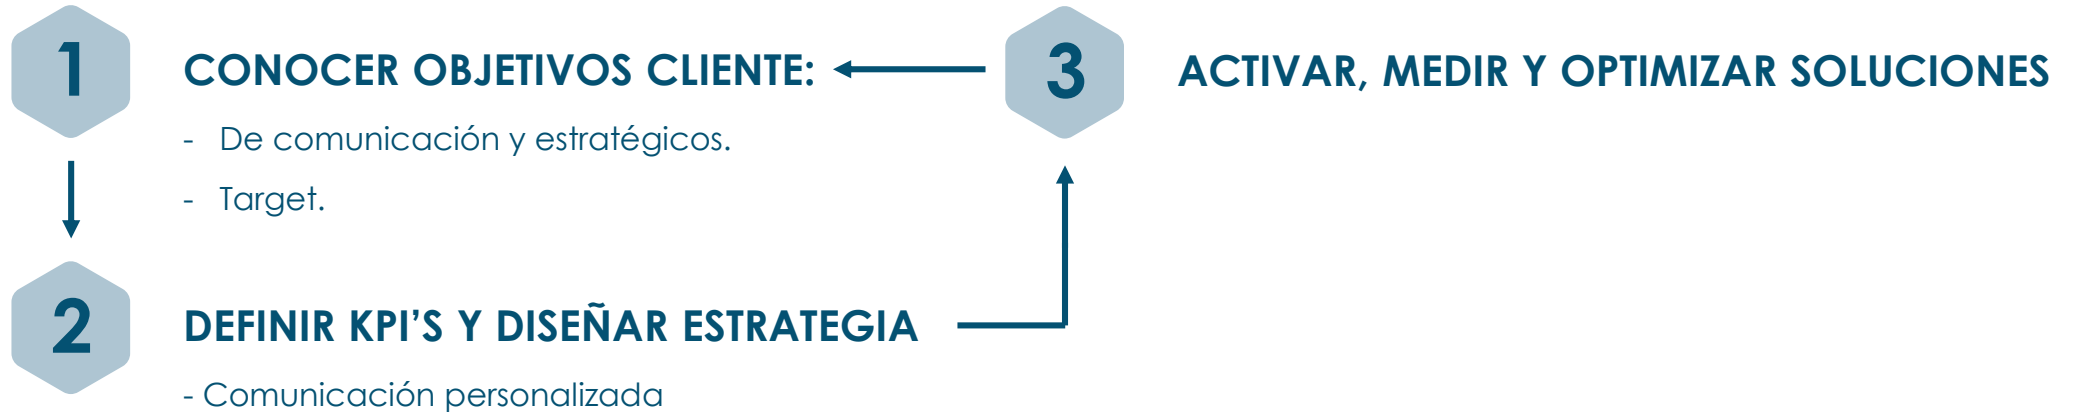 1
CONOCER OBJETIVOS CLIENTE:
- De comunicación y estratégicos.
- Target.
2
DEFINIR KPI’S Y DISEÑAR ESTRATEGIA
- Comunicación personalizada
3
ACTIVAR, MEDIR Y OPTIMIZAR SOLUCIONES